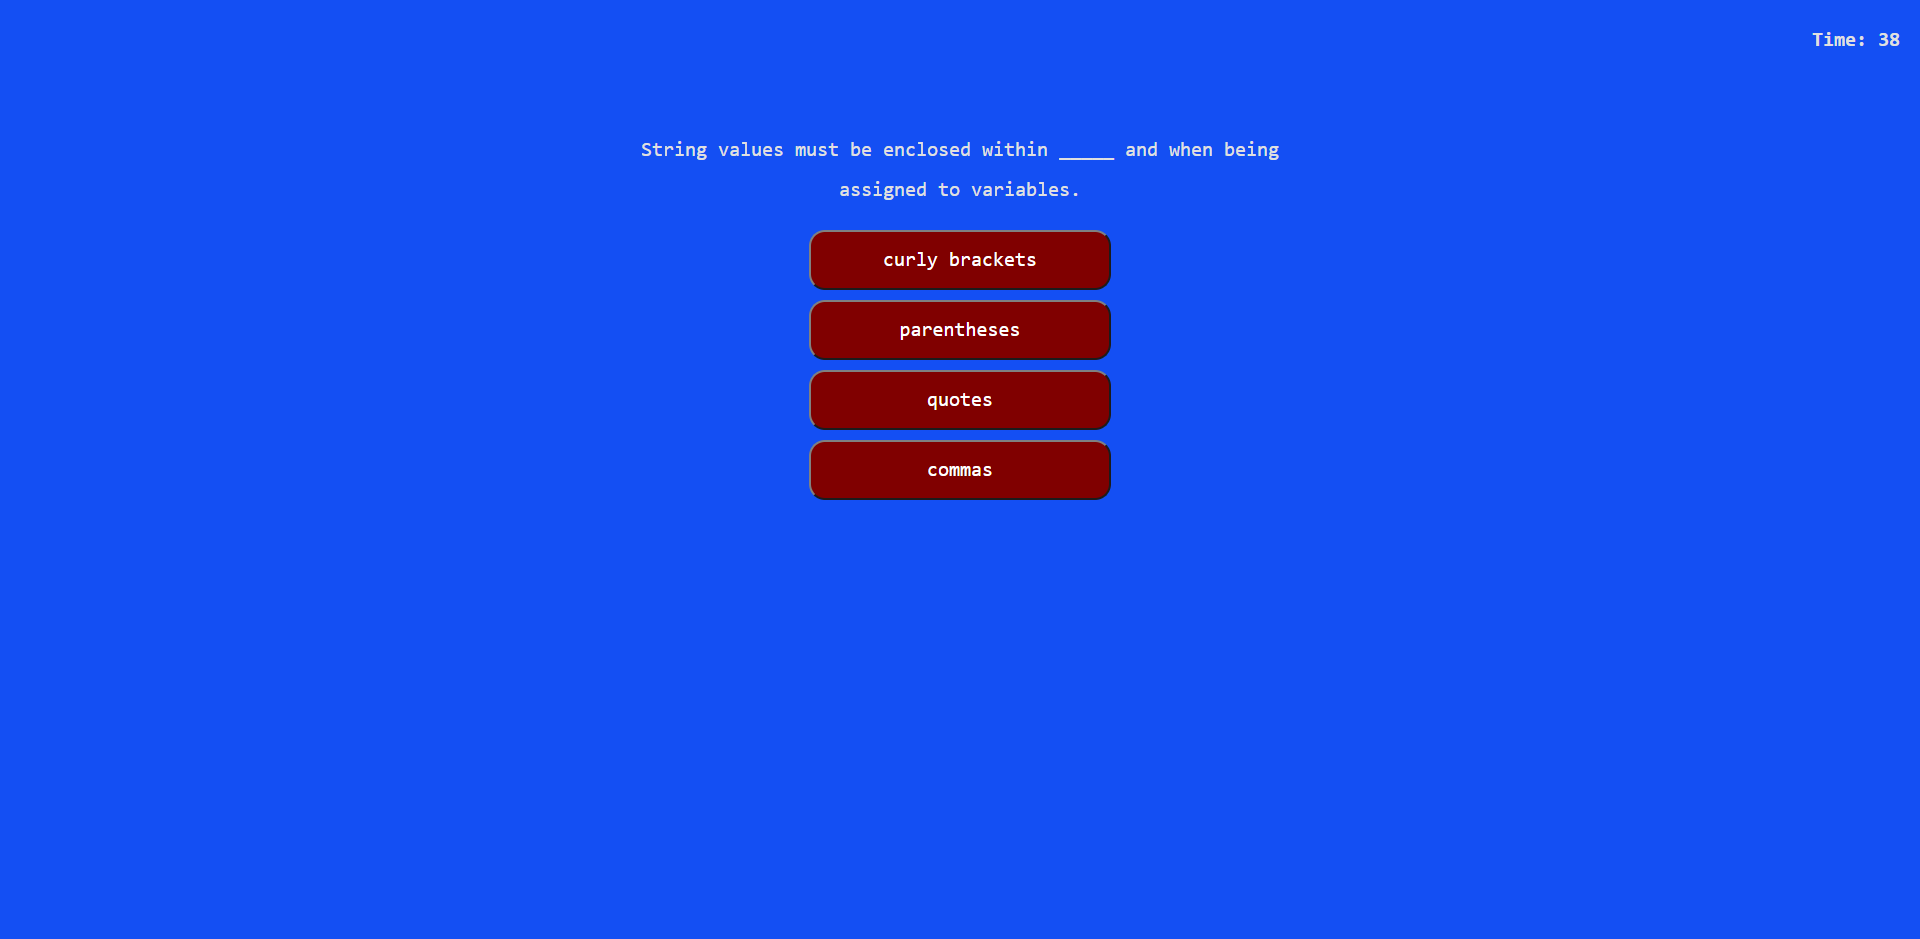 Time: 38
String values must be enclosed within _____ and when being
assigned to variables.
curly brackets
parentheses
quotes
commas